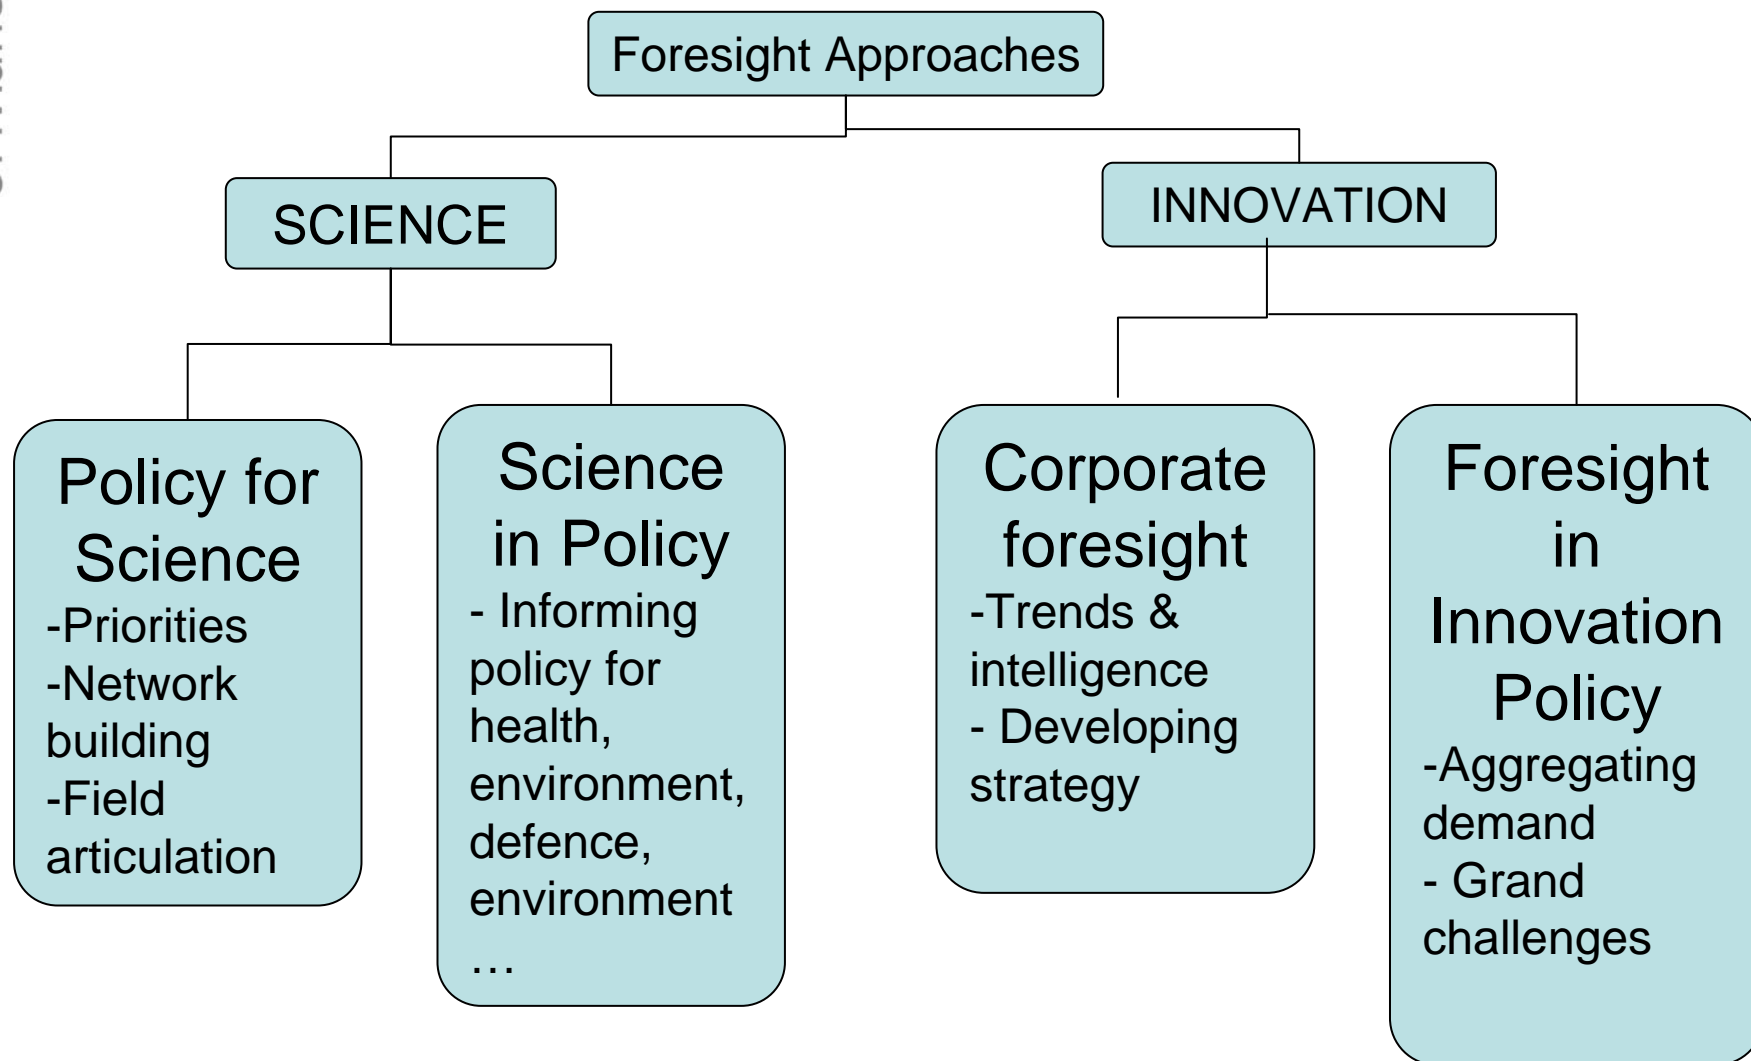 Foresight Approaches
SCIENCE
INNOVATION
Policy for
Science
-Priorities
-Network
building
-Field
articulation
Science
in Policy
- Informing
policy for
health,
environment,
defence,
environment
…
Corporate
foresight
-Trends &
intelligence
- Developing
strategy
Foresight
in
Innovation
Policy
-Aggregating
demand
- Grand
challenges